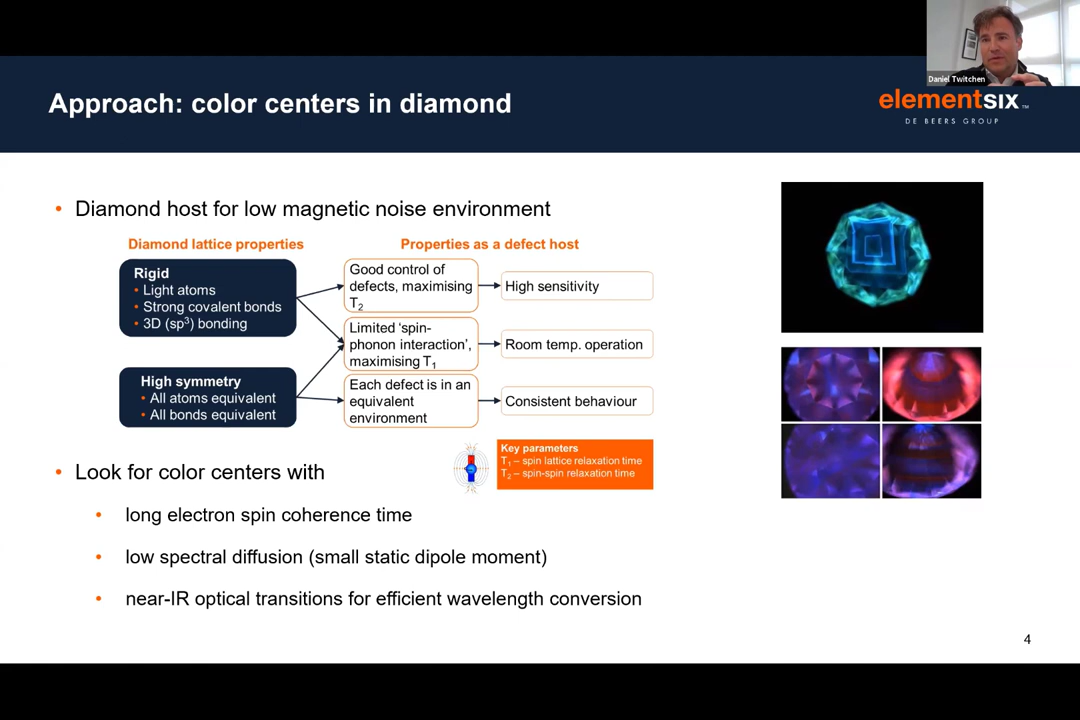 Daniel Twitchen
Approach: color centers in diamond
elementsix™
DE BEERS GROUP
• Diamond host for low magnetic noise environment
Diamond lattice properties
Properties as a defect host
Rigid
• Light atoms
• Strong covalent bonds
• 3D (sp³) bonding
Good control of
defects, maximising
T₂
High sensitivity
Limited ‘spin-
phonon interaction’,
maximising T₁
Room temp. operation
High symmetry
• All atoms equivalent
• All bonds equivalent
Each defect is in an
equivalent
environment
Consistent behaviour
Key parameters
T₁ – spin lattice relaxation time
T₂ – spin-spin relaxation time
• Look for color centers with
• long electron spin coherence time
• low spectral diffusion (small static dipole moment)
• near-IR optical transitions for efficient wavelength conversion
4